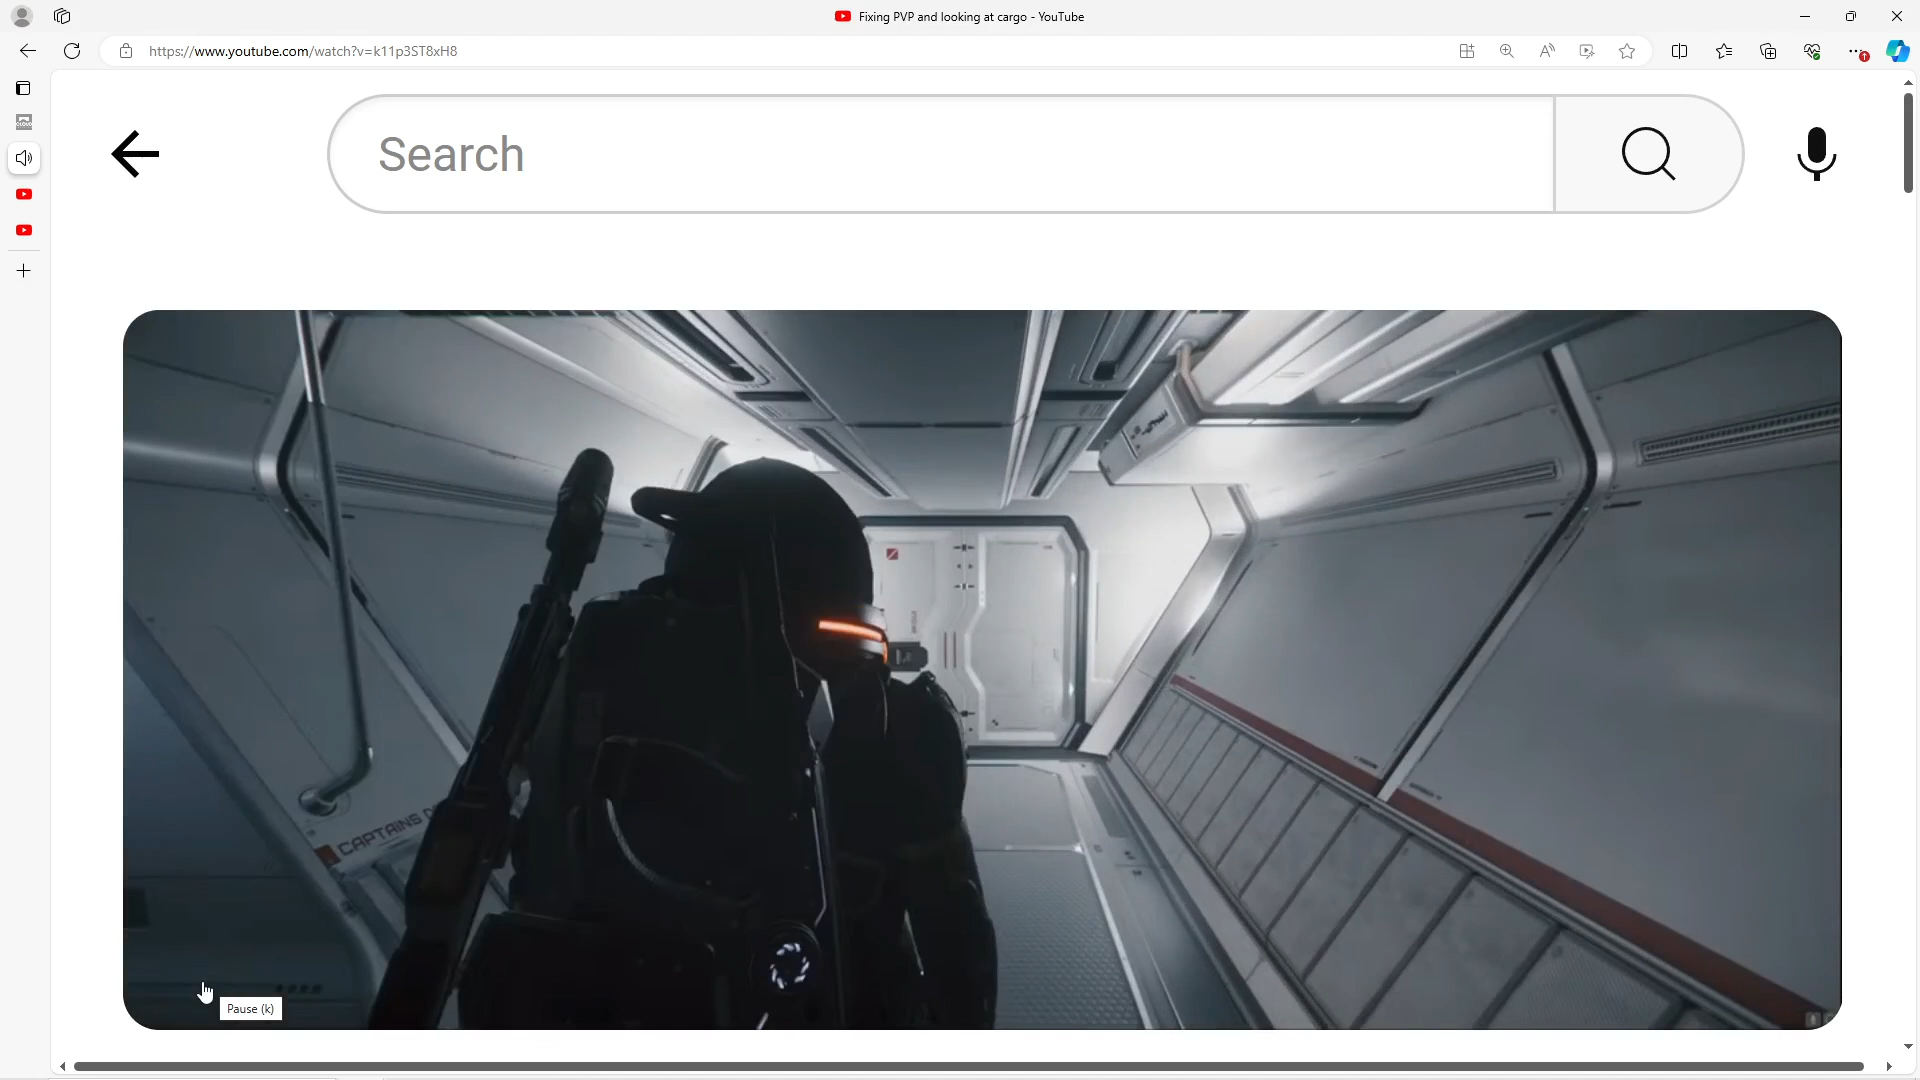 Fixing PVP and looking at cargo - YouTube
https://www.youtube.com/watch?v=k11p3ST8xH8
Search
CAPTAINS
Pause (k)